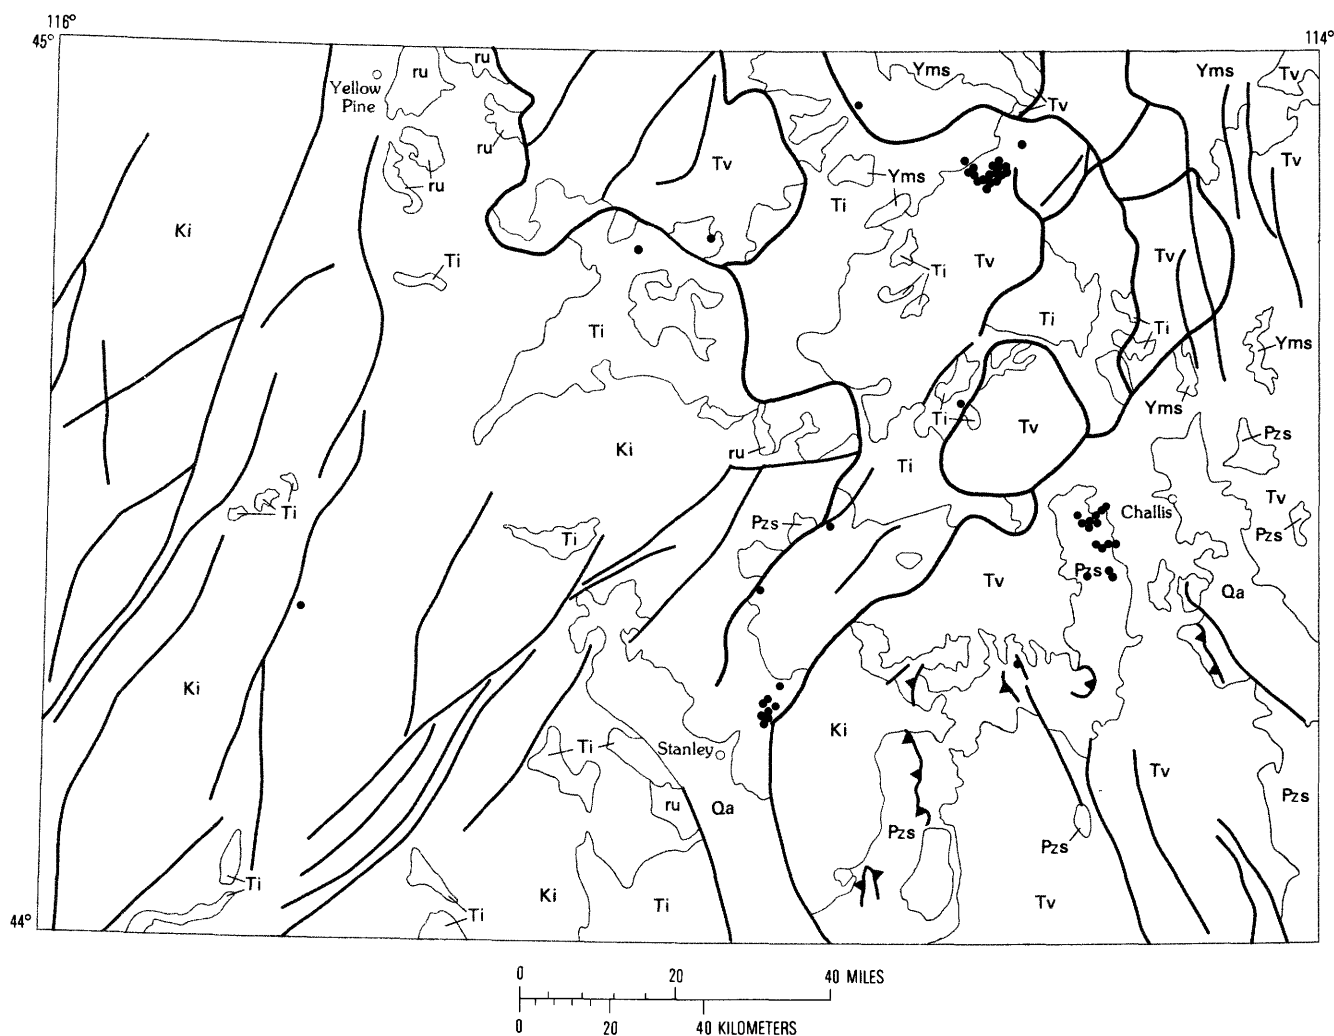 116°
45°
114°
ru
ru
Yms
Yms
Tv
Yellow
Pine
Tv
ru
Tv
Tv
ru
Yms
Ti
Ki
Ti
Ti
Tv
Tv
Ti
Ti
Ti
Yms
Yms
Ti
Tv
Pzs
Ki
ru
Ti
Tv
Ti
Pzs
Challis
Pzs
Ti
Pzs
Tv
Qa
Ki
Ki
Ti
Stanley
Tv
ru
Qa
Pzs
Pzs
Pzs
Ti
Ki
Ti
Tv
Ti
44°
0 20 40 MILES
0 20 40 KILOMETERS